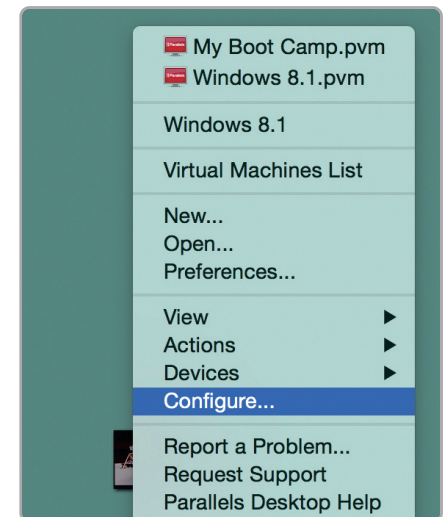 My Boot Camp.pvm
Windows 8.1.pvm
Windows 8.1
Virtual Machines List
New...
Open...
Preferences...
View
Actions
Devices
Configure...
Report a Problem...
Request Support
Parallels Desktop Help